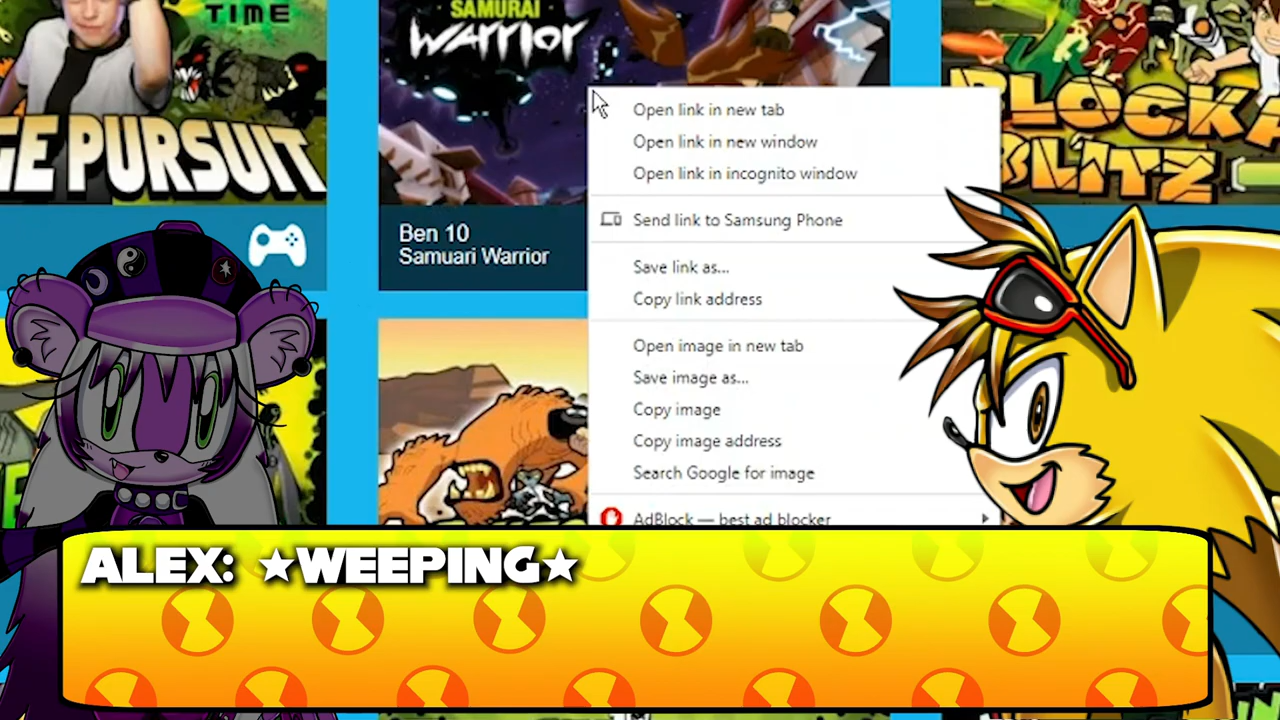 TIME
GE PURSUIT
SAMURAI
WARRIOR
Ben 10
Samuari Warrior
BLOCKA
BLITZ
Open link in new tab
Open link in new window
Open link in incognito window
Send link to Samsung Phone
Save link as...
Copy link address
Open image in new tab
Save image as...
Copy image
Copy image address
Search Google for image
AdBlock — best ad blocker
ALEX: ★WEEPING★